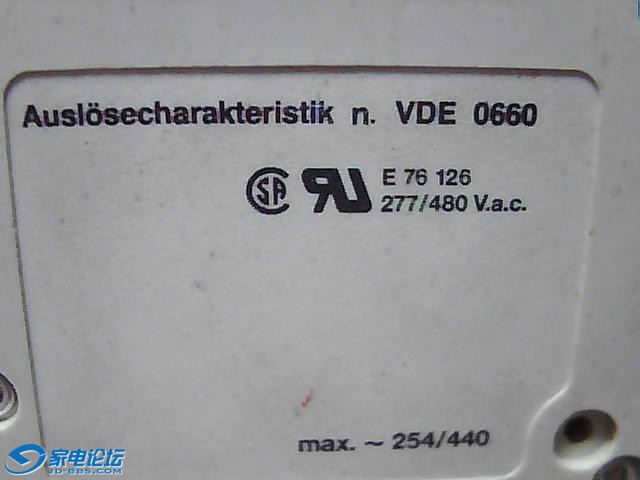 Auslösecharakteristik n. VDE 0660
E 76 126
277/480 V.a.c.
max. ~ 254/440
家电论坛
JD-BBS.COM